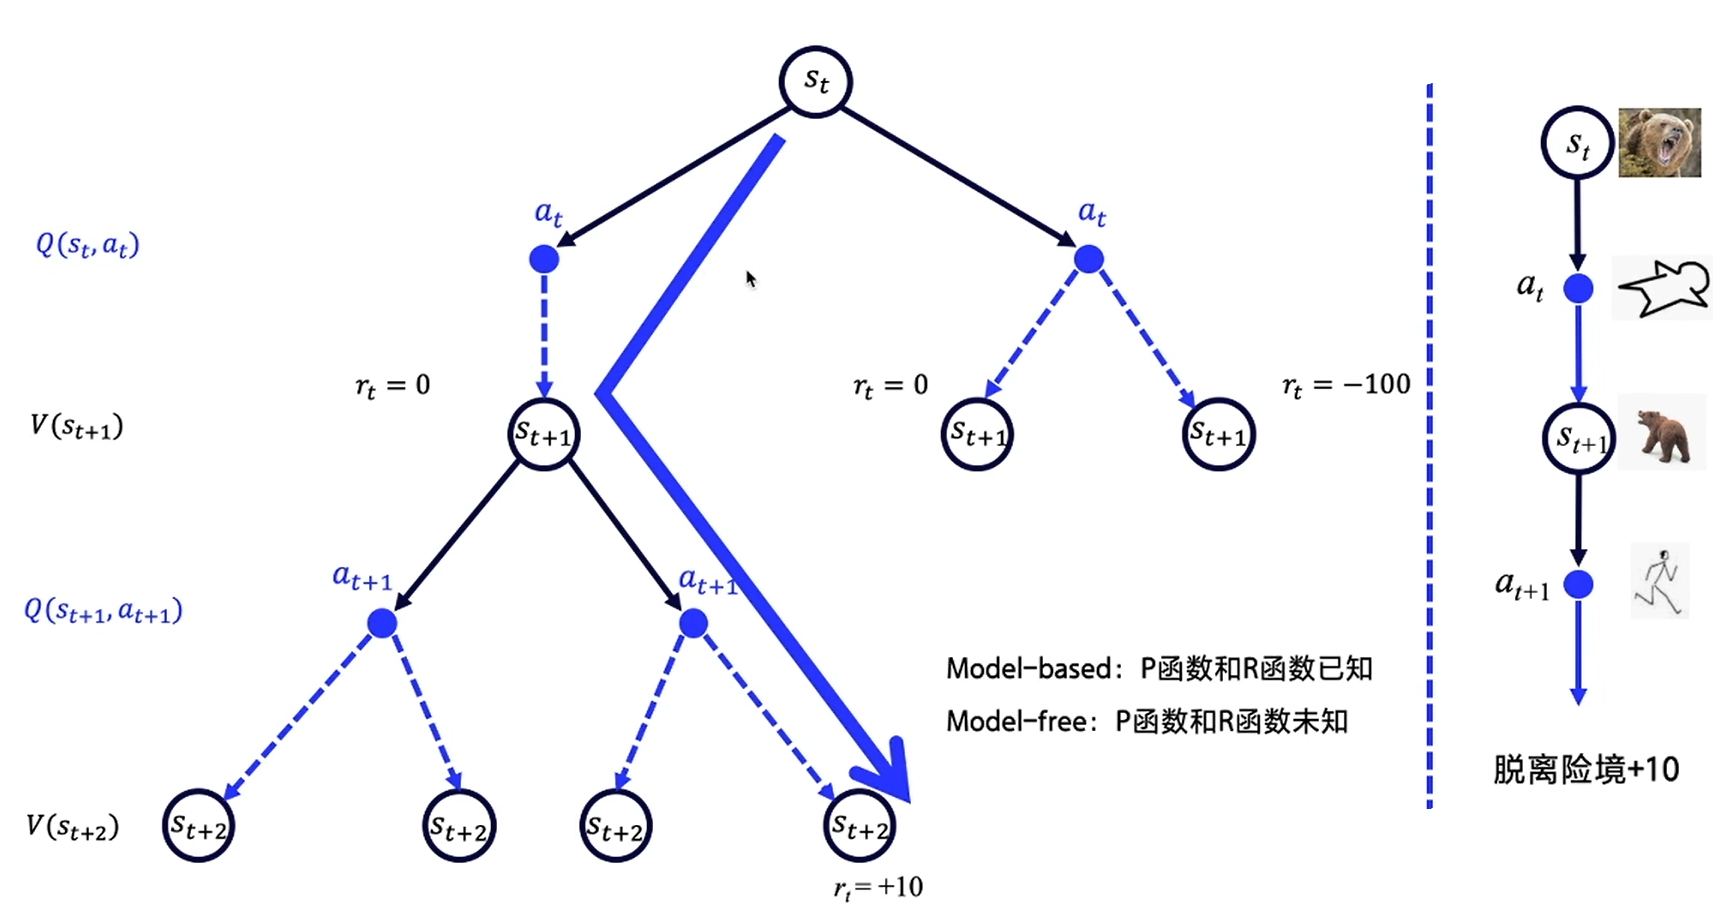 s_t
a_t
a_t
Q(s_t, a_t)
r_t = 0
r_t = 0
r_t = −100
V(s_{t+1})
s_{t+1}
s_{t+1}
s_{t+1}
a_{t+1}
a_{t+1}
Q(s_{t+1}, a_{t+1})
Model-based：P函数和R函数已知
Model-free：P函数和R函数未知
V(s_{t+2})
s_{t+2}
s_{t+2}
s_{t+2}
s_{t+2}
r_t = +10
s_t
a_t
s_{t+1}
a_{t+1}
脱离险境+10